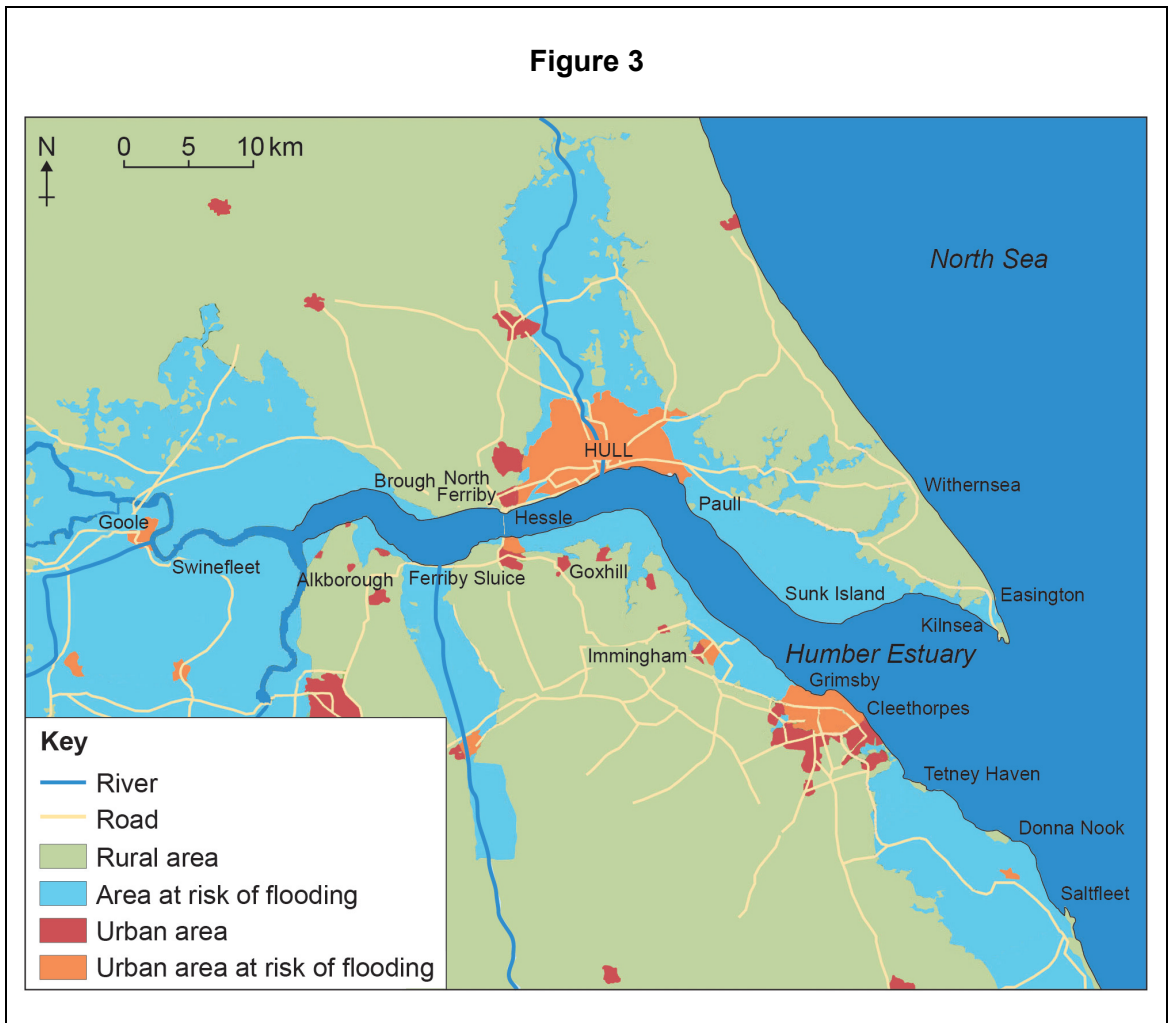 Figure 3
N
0 5 10 km
North Sea
HULL
Brough
North
Ferriby
Withernsea
Paull
Hessle
Goole
Swinefleet
Alkborough
Ferriby Sluice
Goxhill
Sunk Island
Easington
Kilnsea
Immingham
Humber Estuary
Grimsby
Cleethorpes
Tetney Haven
Donna Nook
Saltfleet
Key
River
Road
Rural area
Area at risk of flooding
Urban area
Urban area at risk of flooding